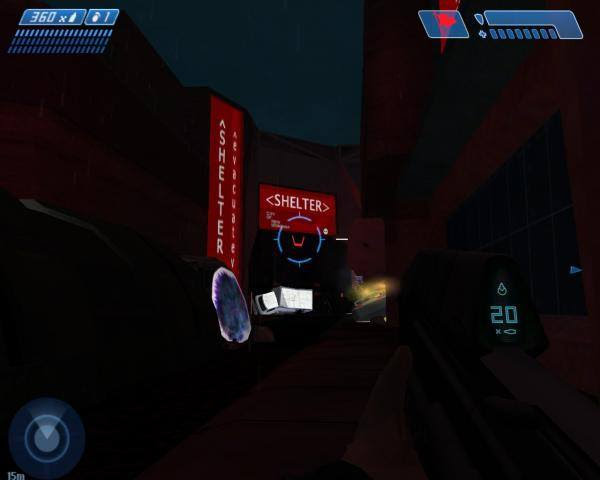 360 x
1
^SHELTER
^evacuate
<SHELTER>
20
x
15m